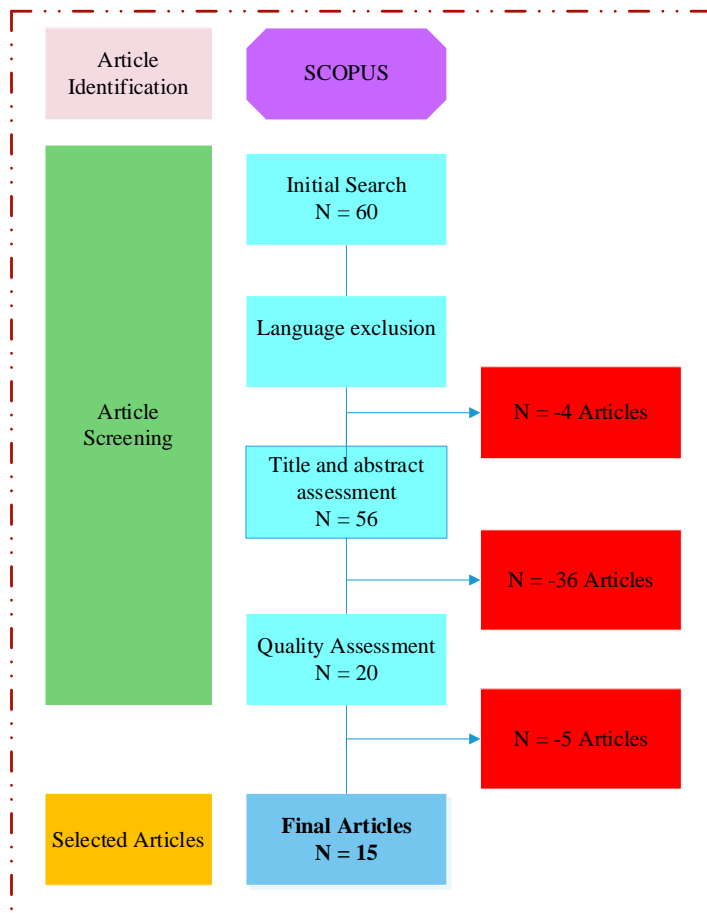 Article
Identification
SCOPUS
Initial Search
N = 60
Language exclusion
Article
Screening
N = -4 Articles
Title and abstract
assessment
N = 56
N = -36 Articles
Quality Assessment
N = 20
N = -5 Articles
Selected Articles
Final Articles
N = 15